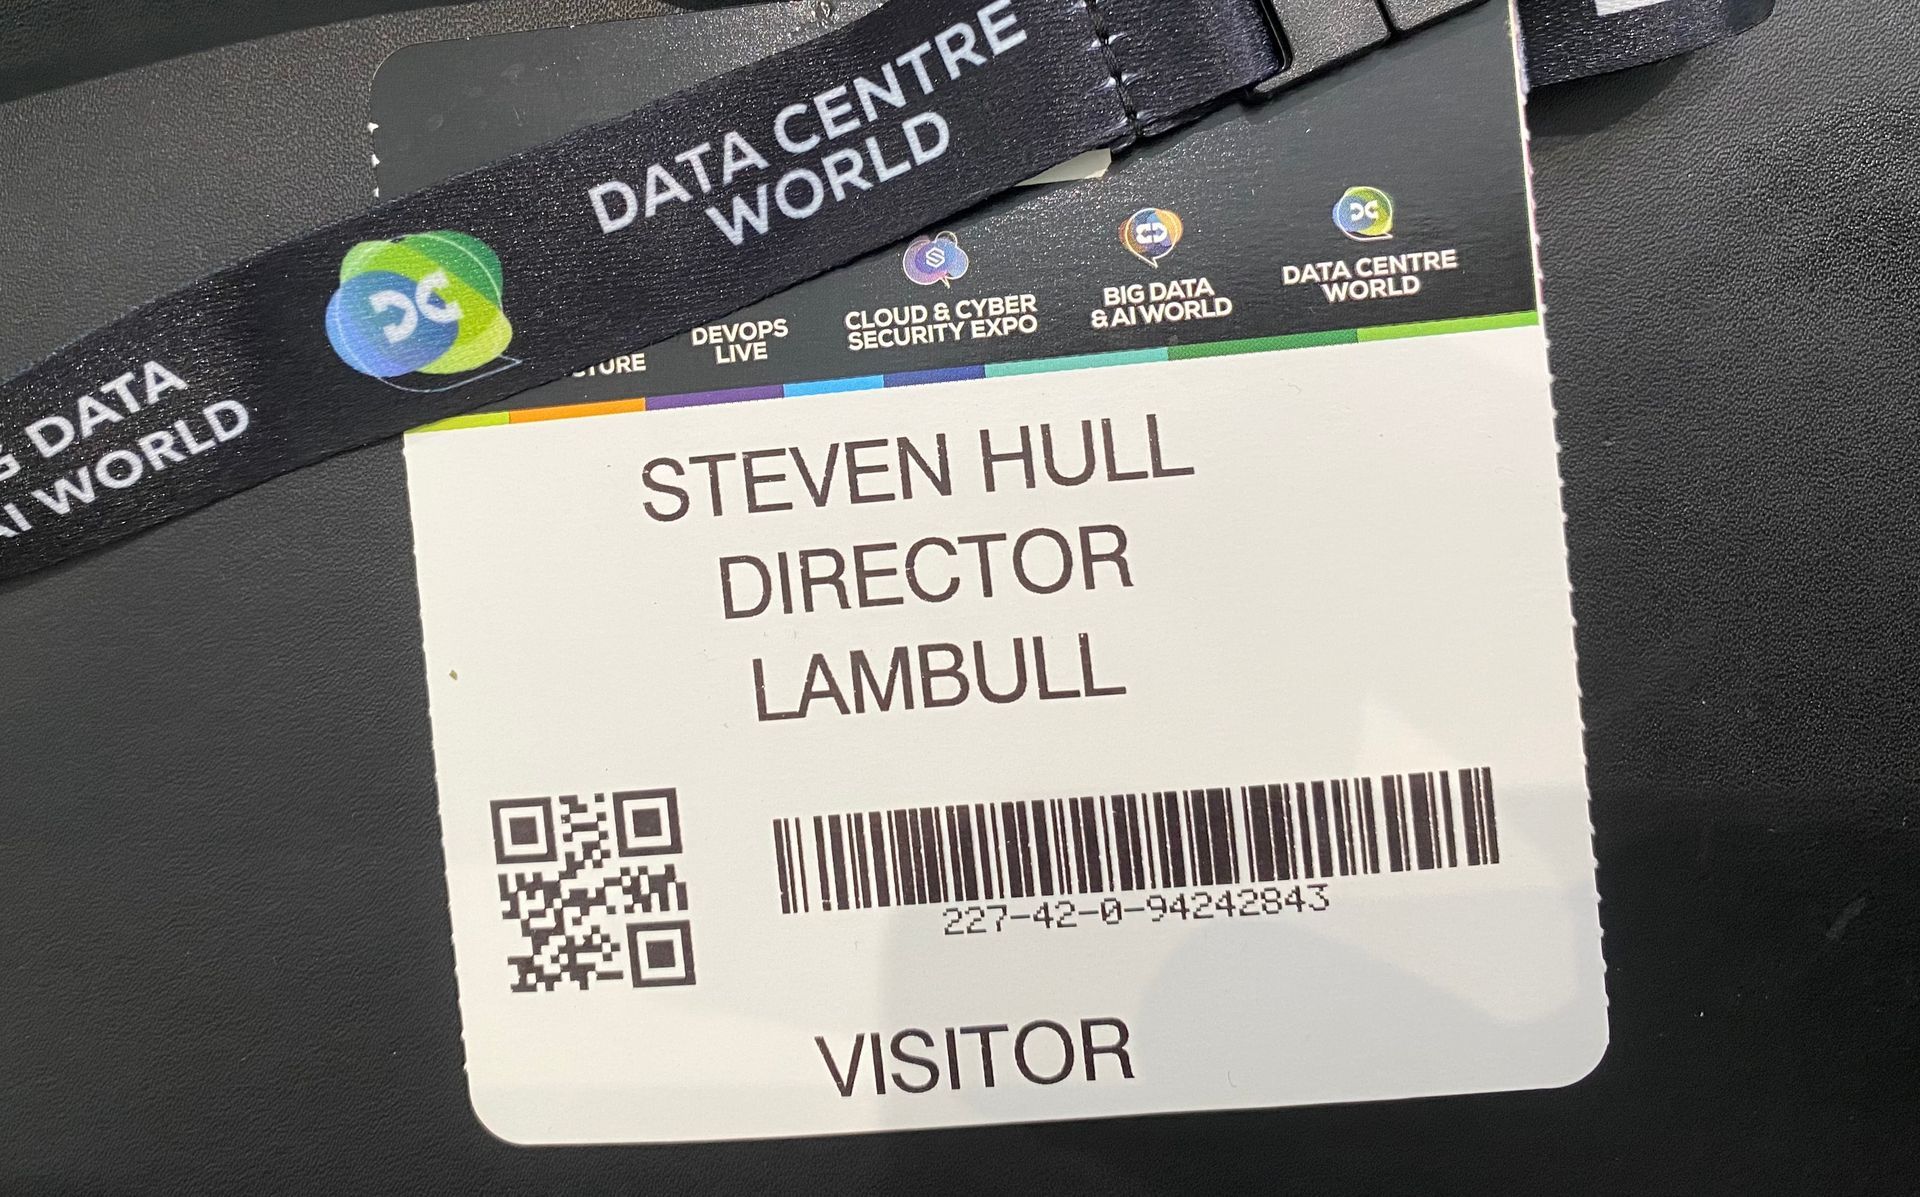 DATA CENTRE
WORLD
DATA
AI WORLD
DEVOPS
LIVE
CLOUD & CYBER
SECURITY EXPO
BIG DATA
& AI WORLD
DATA CENTRE
WORLD
STEVEN HULL
DIRECTOR
LAMBULL
227-42-0-94242843
VISITOR